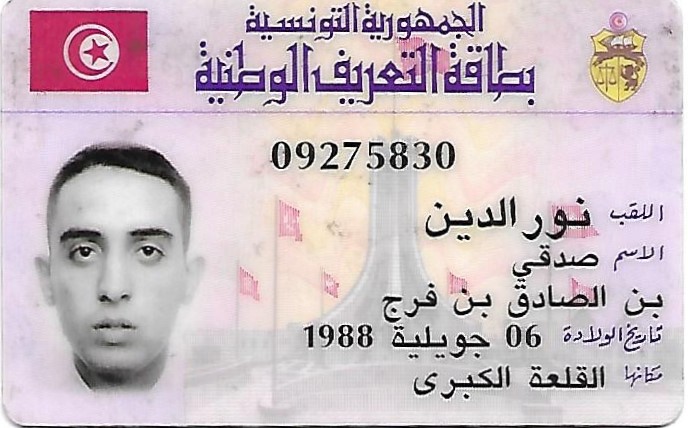 الجمهورية التونسية
بطاقة التعريف الوطنية
09275830
اللقب نور الدين
الاسم صدقي
بن الصادق بن فرج
تاريخ الولادة 06 جويلية 1988
مكانها القلعة الكبرى